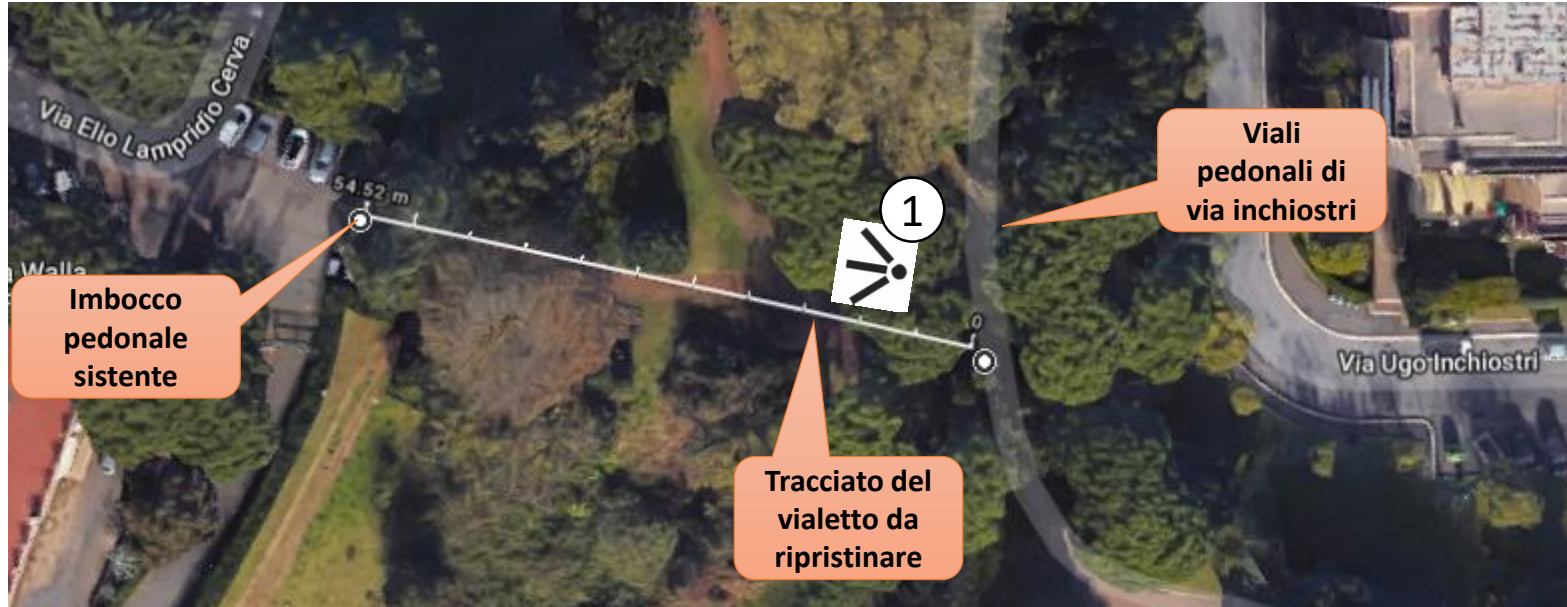 Via Elio Lampridio Cerva
54.52 m
a Walla
Imbocco
pedonale
sistente
1
0
Viali
pedonali di
via inchiostri
Via Ugo Inchiostri
Tracciato del
vialetto da
ripristinare